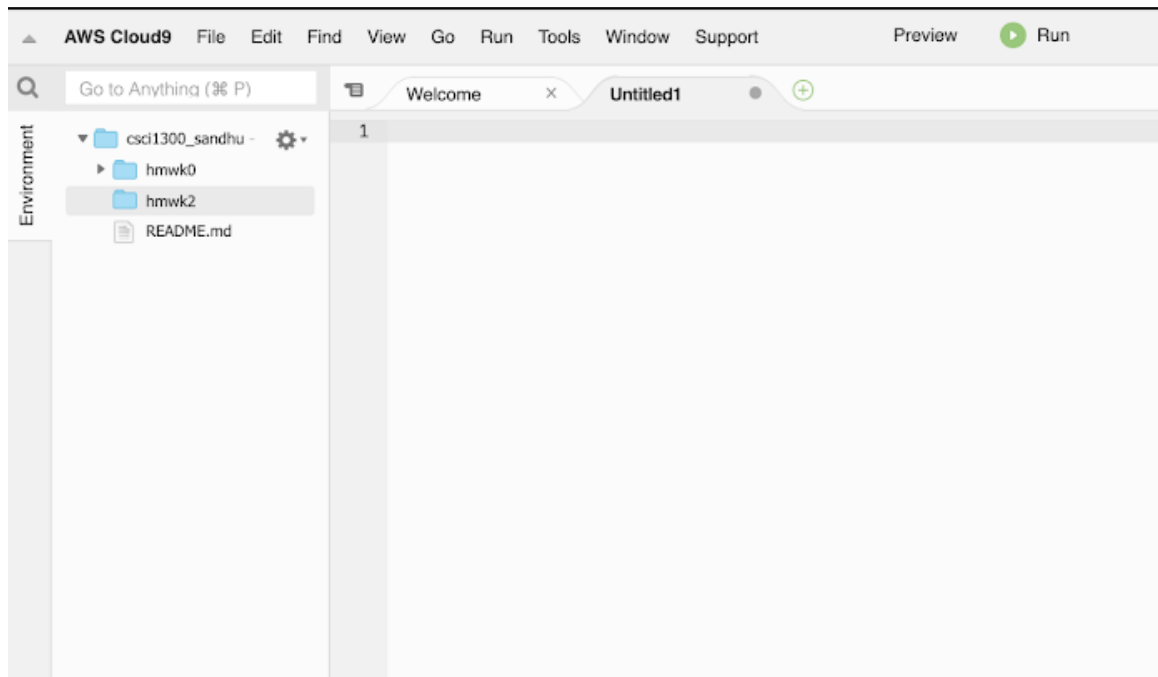 AWS Cloud9 File Edit Find View Go Run Tools Window Support Preview Run
Go to Anything (⌘ P)
Welcome × Untitled1
Environment
csci1300_sandhu -
hmwk0
hmwk2
README.md
1